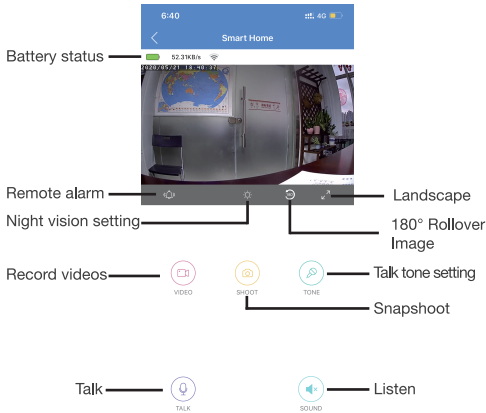 6:40
4G
Smart Home
Battery status
52.31KB/s
2020/05/21 18:40:37
Remote alarm
Landscape
Night vision setting
180° Rollover
Image
Record videos
Talk tone setting
VIDEO
SHOOT
TONE
Snapshoot
Talk
Listen
TALK
SOUND